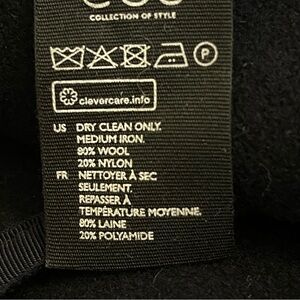 COLLECTION OF STYLE
P
clevercare.info
US DRY CLEAN ONLY.
MEDIUM IRON.
80% WOOL
20% NYLON
FR NETTOYER À SEC
SEULEMENT.
REPASSER À
TEMPÉRATURE MOYENNE.
80% LAINE
20% POLYAMIDE